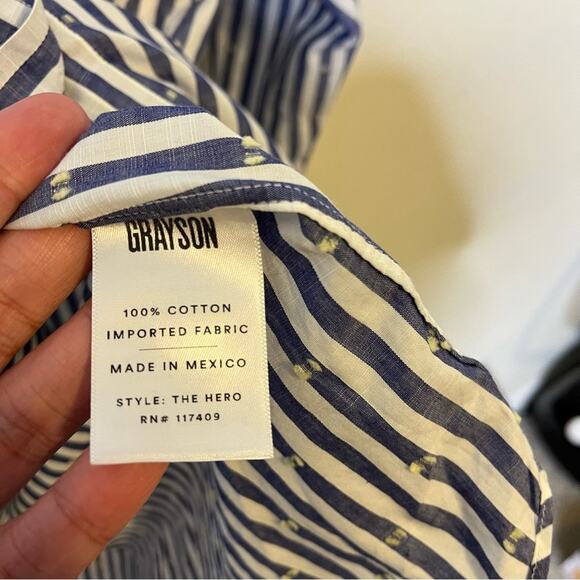 GRAYSON
100% COTTON
IMPORTED FABRIC
MADE IN MEXICO
STYLE: THE HERO
RN# 117409